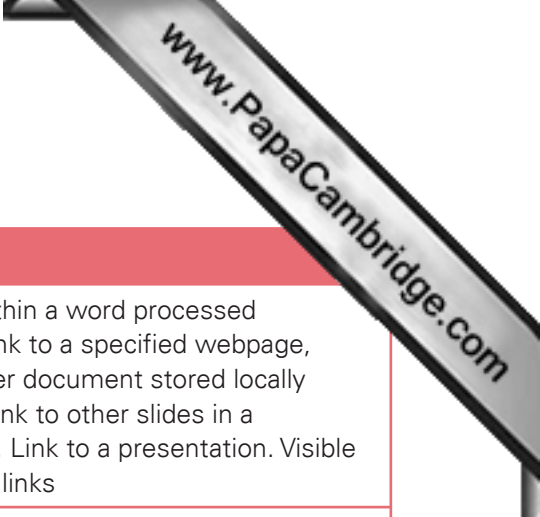 www.PapaCambridge.com
thin a word processed
nk to a specified webpage,
er document stored locally
nk to other slides in a
Link to a presentation. Visible
links